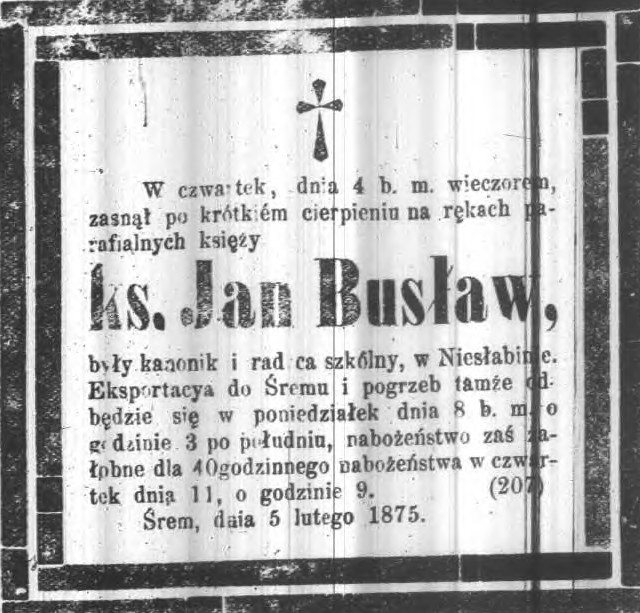 W czwartek, dnia 4 b. m. wieczorem,
zasnął po krótkiém cierpieniu na rękach pa-
rafialnych księży
ks. Jan Busław,
były kanonik i radzca szkólny, w Niesłabinie.
Eksportacya do Śremu i pogrzeb tamże od-
będzie się w poniedziałek dnia 8 b. m. o
godzinie 3 po południu, nabożeństwo zaś ża-
łobne dla 40godzinnego nabożeństwa w czwar-
tek dnia 11, o godzinie 9. (207)
Śrem, dnia 5 lutego 1875.